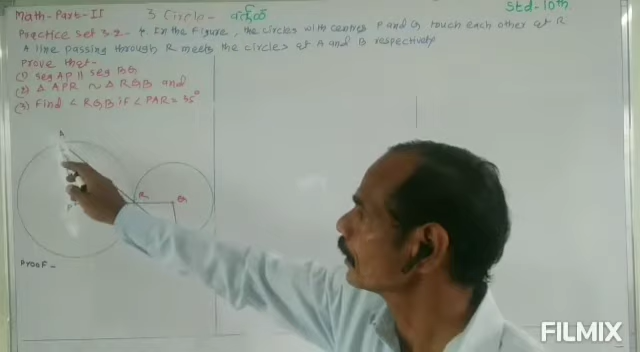 Math-Part-II 3 Circle - वर्तुळ Std-10th.
Practice set 3.2 - 4. In the Figure, the circles with centres P and Q touch each other at R
A line passing through R meets the circles at A and B respectively
Prove that-
(1) seg AP || seg BQ
(2) △ APR ~ △ RQB and
(3) Find ∠ RQB if ∠ PAR = 35°
A
R
Q
Proof -
FILMIX